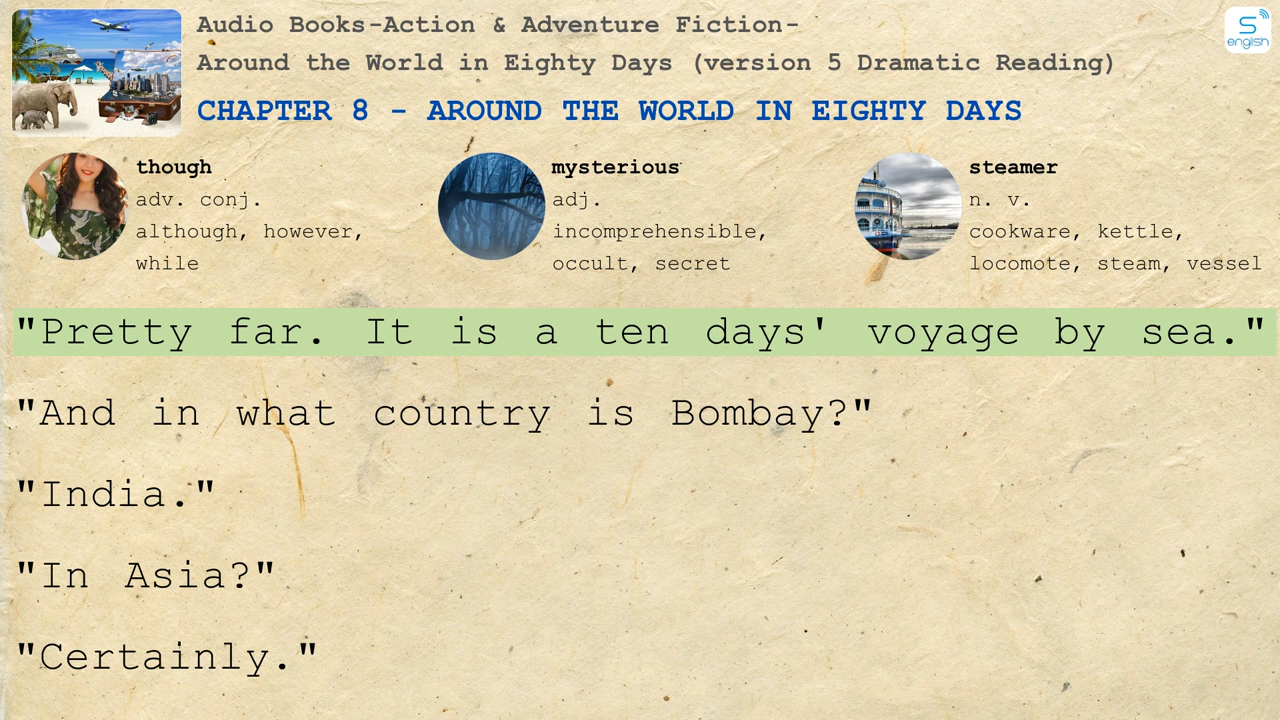 Audio Books-Action & Adventure Fiction-
Around the World in Eighty Days (version 5 Dramatic Reading)
CHAPTER 8 - AROUND THE WORLD IN EIGHTY DAYS
S
english
though
adv. conj.
although, however,
while
mysterious
adj.
incomprehensible,
occult, secret
steamer
n. v.
cookware, kettle,
locomote, steam, vessel
"Pretty far. It is a ten days' voyage by sea."
"And in what country is Bombay?"
"India."
"In Asia?"
"Certainly."